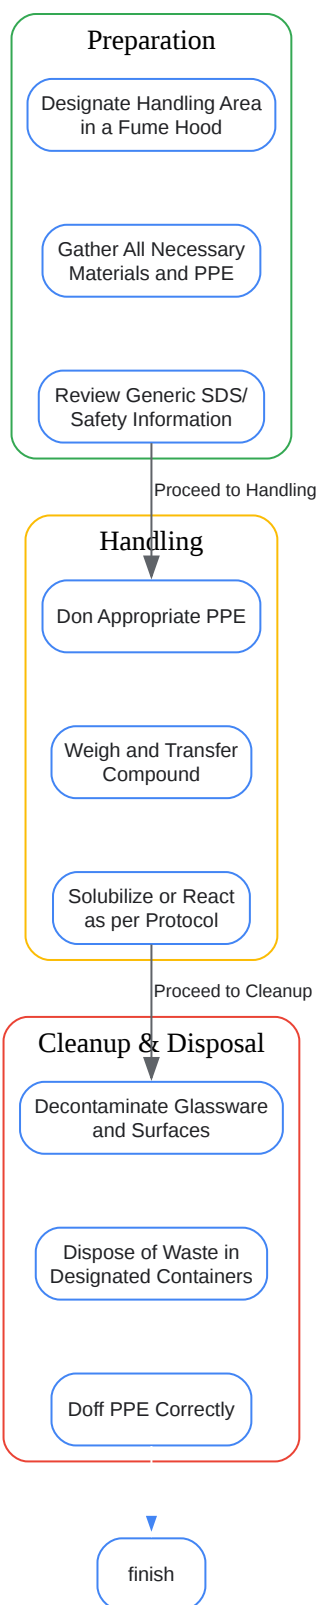 Preparation
Designate Handling Area
in a Fume Hood
Gather All Necessary
Materials and PPE
Review Generic SDS/
Safety Information
Proceed to Handling
Handling
Don Appropriate PPE
Weigh and Transfer
Compound
Solubilize or React
as per Protocol
Proceed to Cleanup
Cleanup & Disposal
Decontaminate Glassware
and Surfaces
Dispose of Waste in
Designated Containers
Doff PPE Correctly
finish